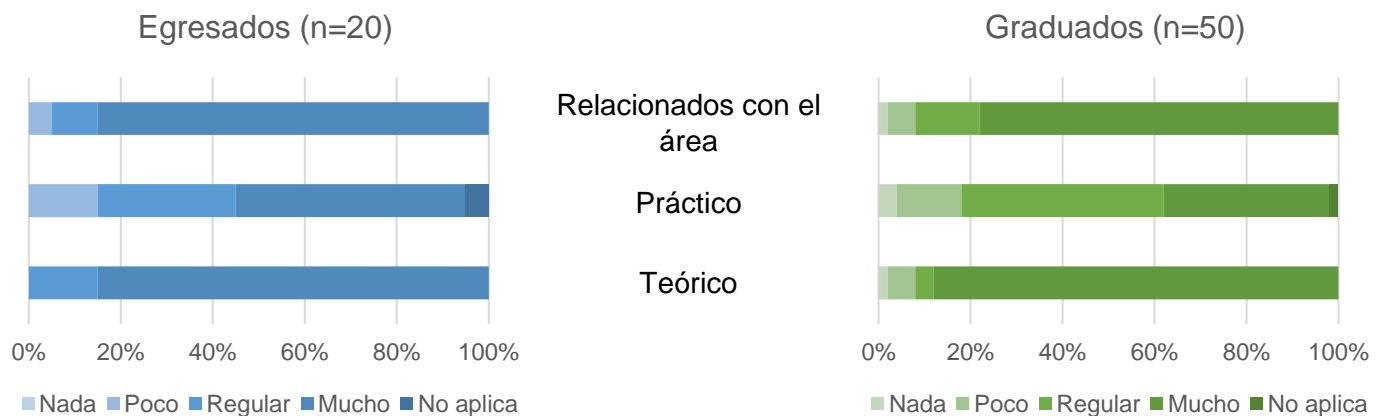 Egresados (n=20)
Graduados (n=50)
Relacionados con el
área
Práctico
Teórico
0% 20% 40% 60% 80% 100%
0% 20% 40% 60% 80% 100%
Nada Poco Regular Mucho No aplica
Nada Poco Regular Mucho No aplica